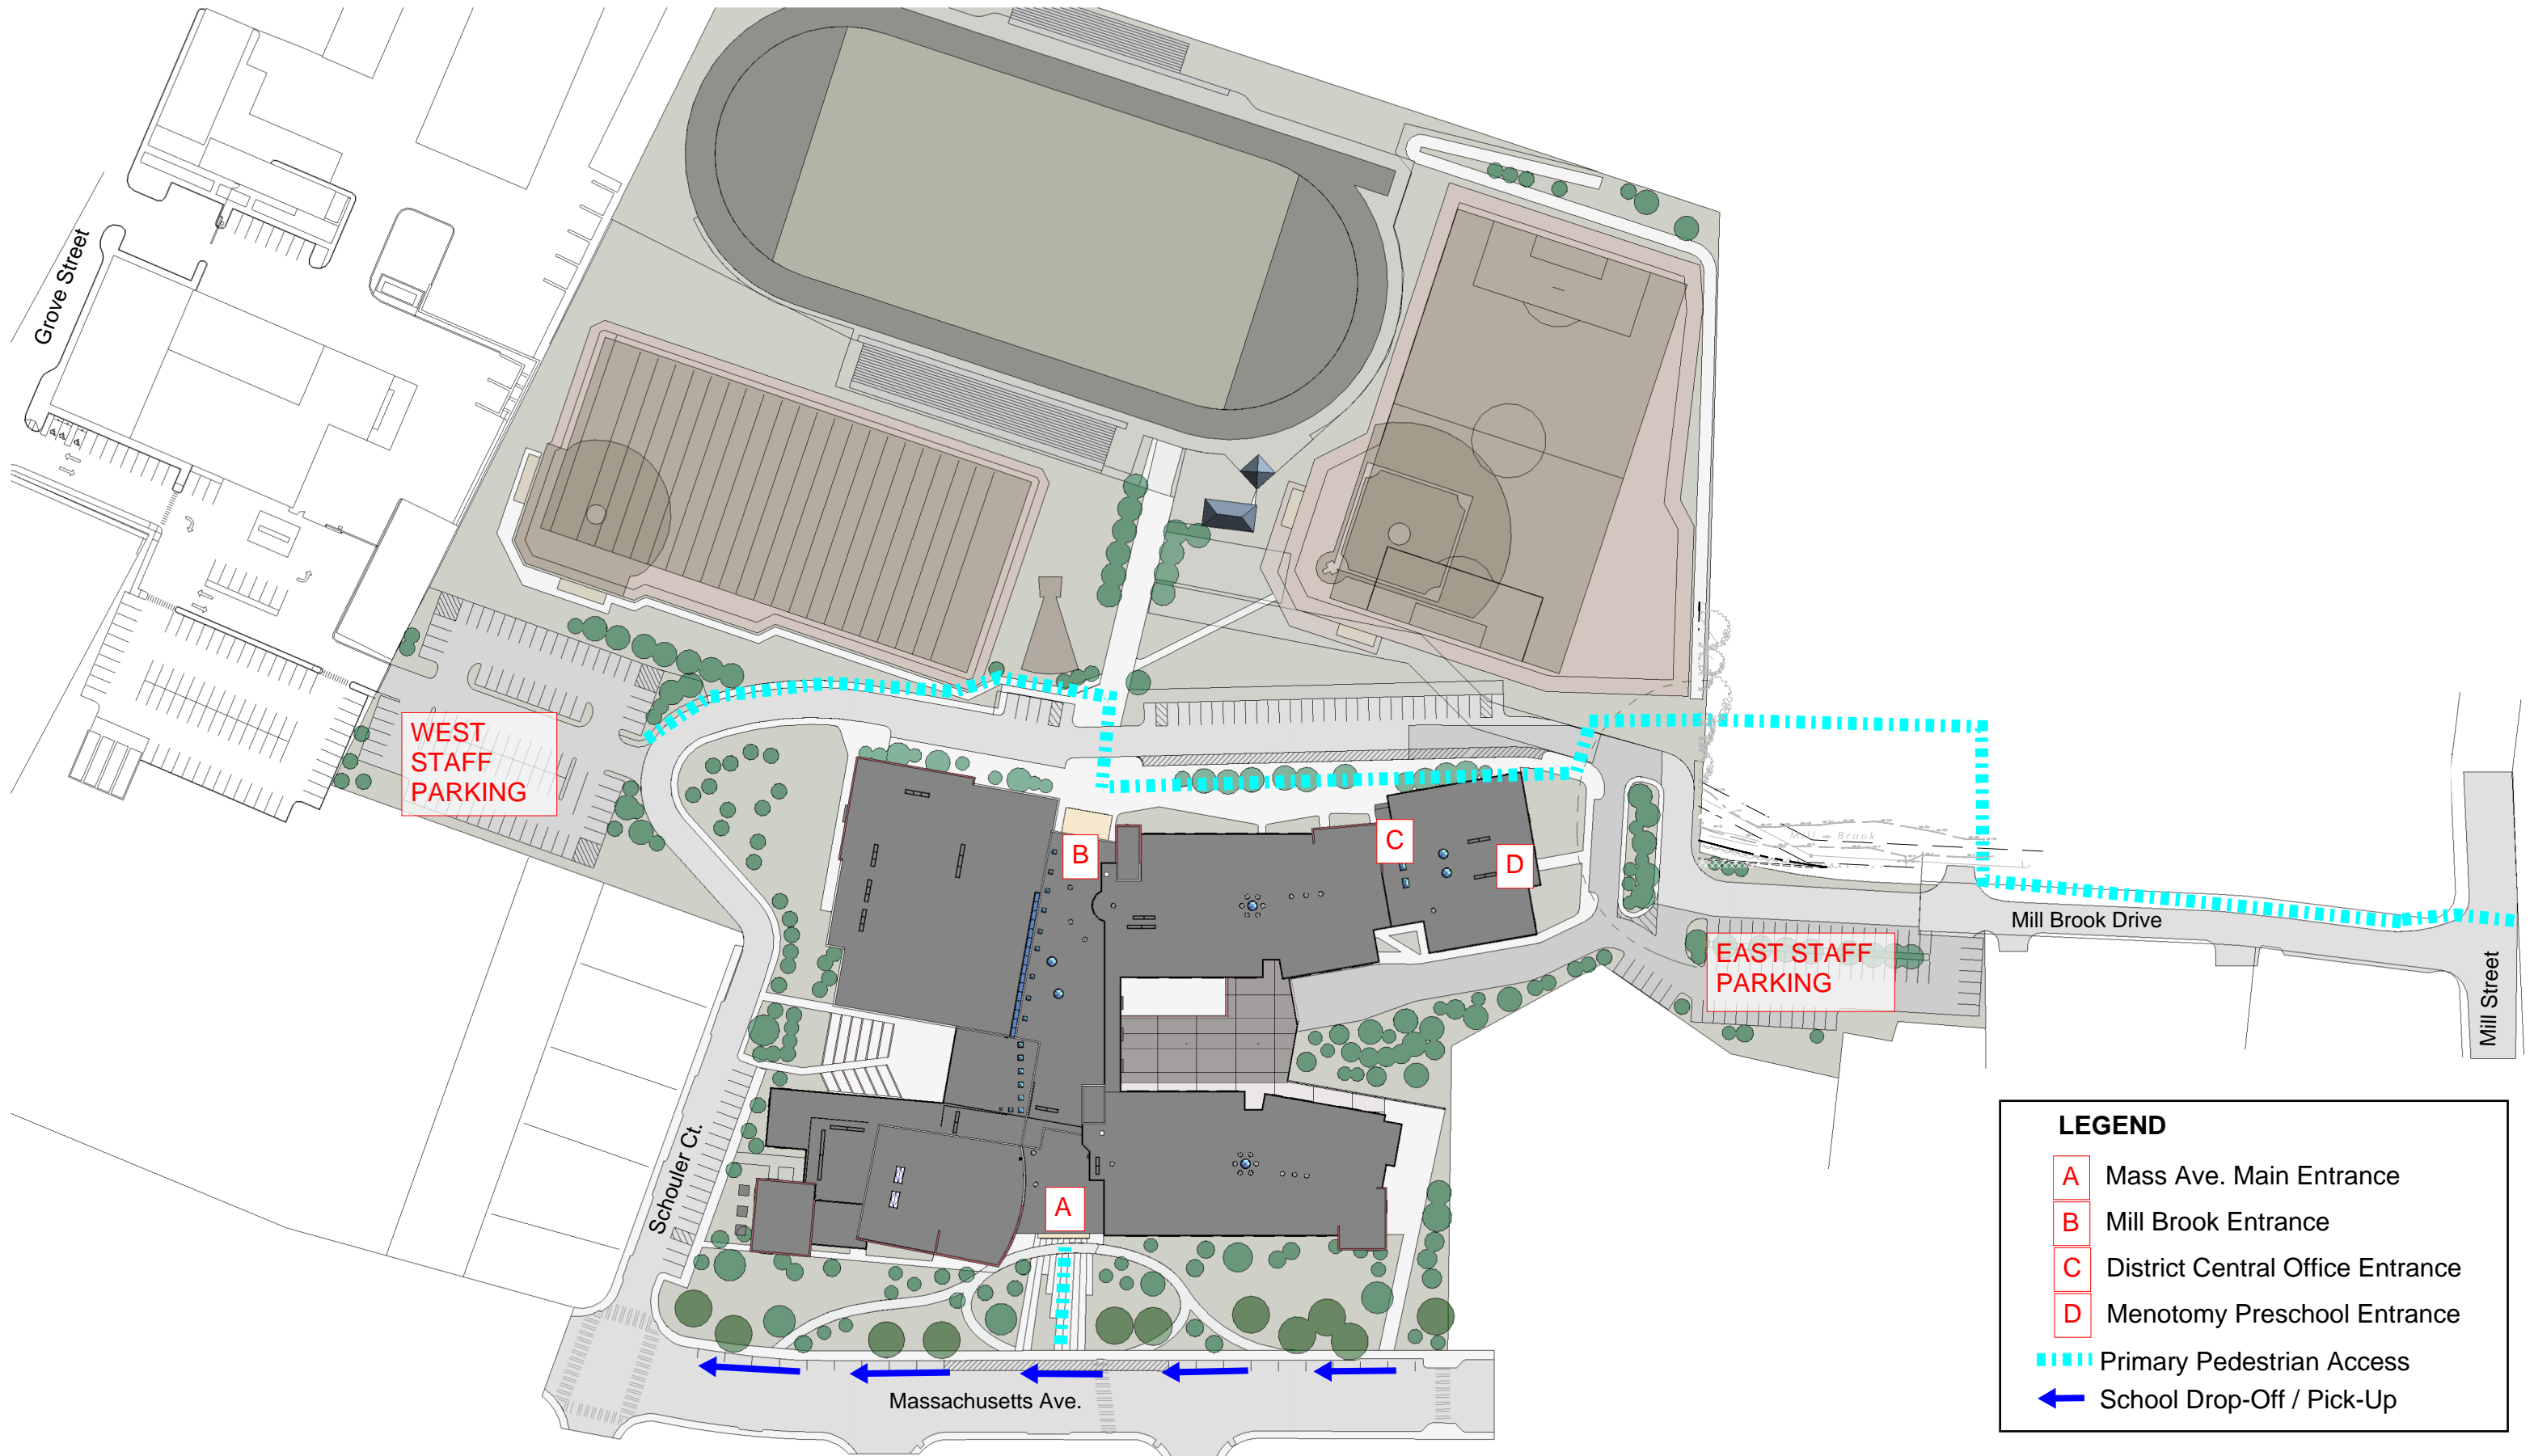 Grove Street
WEST
STAFF
PARKING
B
C
D
Mill Brook
Mill Brook Drive
EAST STAFF
PARKING
Mill Street
Schouler Ct.
A
Massachusetts Ave.
LEGEND
A Mass Ave. Main Entrance
B Mill Brook Entrance
C District Central Office Entrance
D Menotomy Preschool Entrance
Primary Pedestrian Access
School Drop-Off / Pick-Up